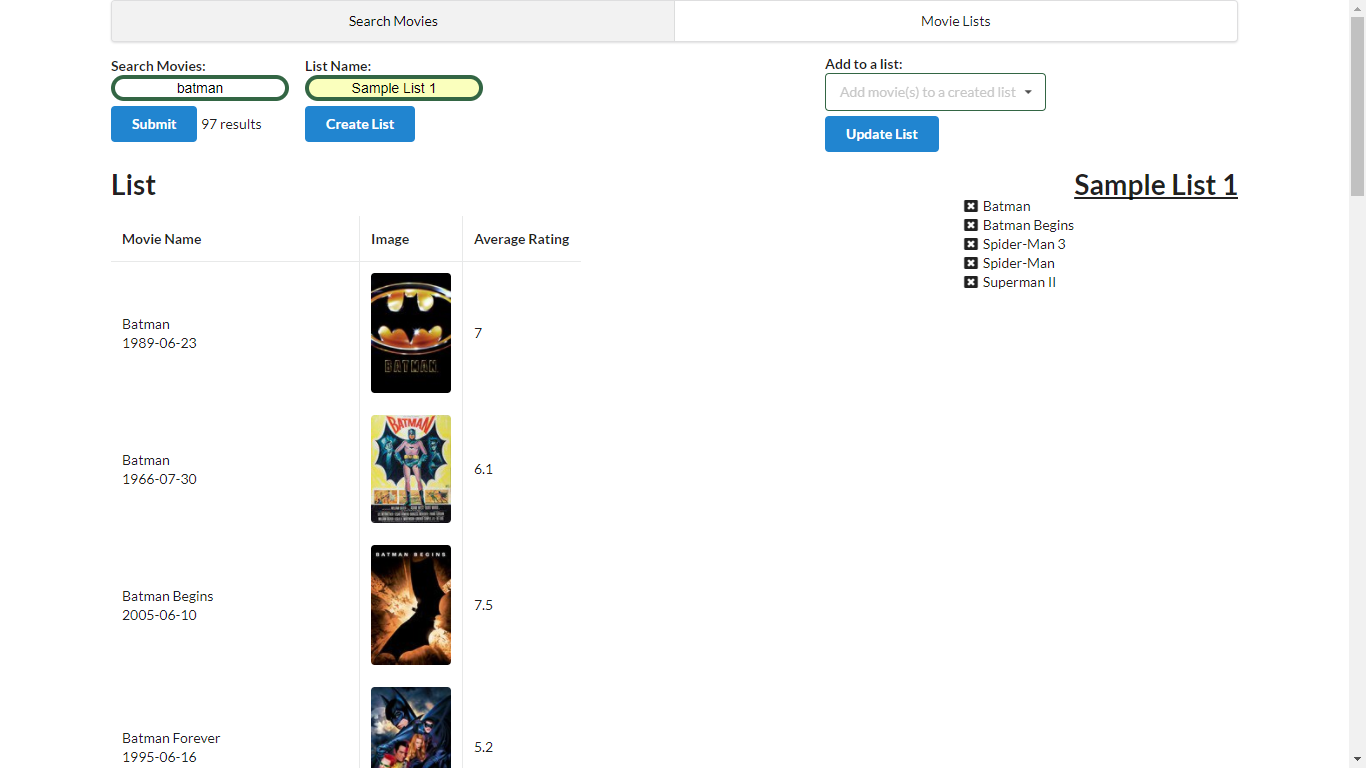 Search Movies
Movie Lists
Search Movies:
List Name:
Add to a list:
batman
Sample List 1
Add movie(s) to a created list
Submit
97 results
Create List
Update List
List
Sample List 1
Batman
Batman Begins
Spider-Man 3
Spider-Man
Superman II
Movie Name
Image
Average Rating
Batman
1989-06-23
BATMAN
7
Batman
1966-07-30
BATMAN
6.1
Batman Begins
2005-06-10
BATMAN BEGINS
7.5
Batman Forever
1995-06-16
5.2